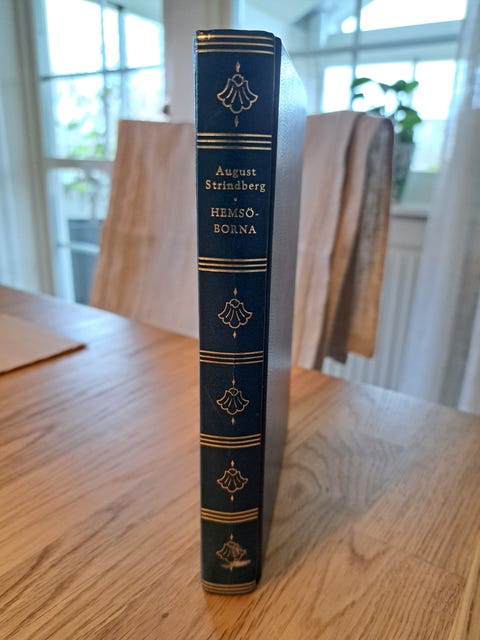 August
Strindberg
HEMSÖ-
BORNA